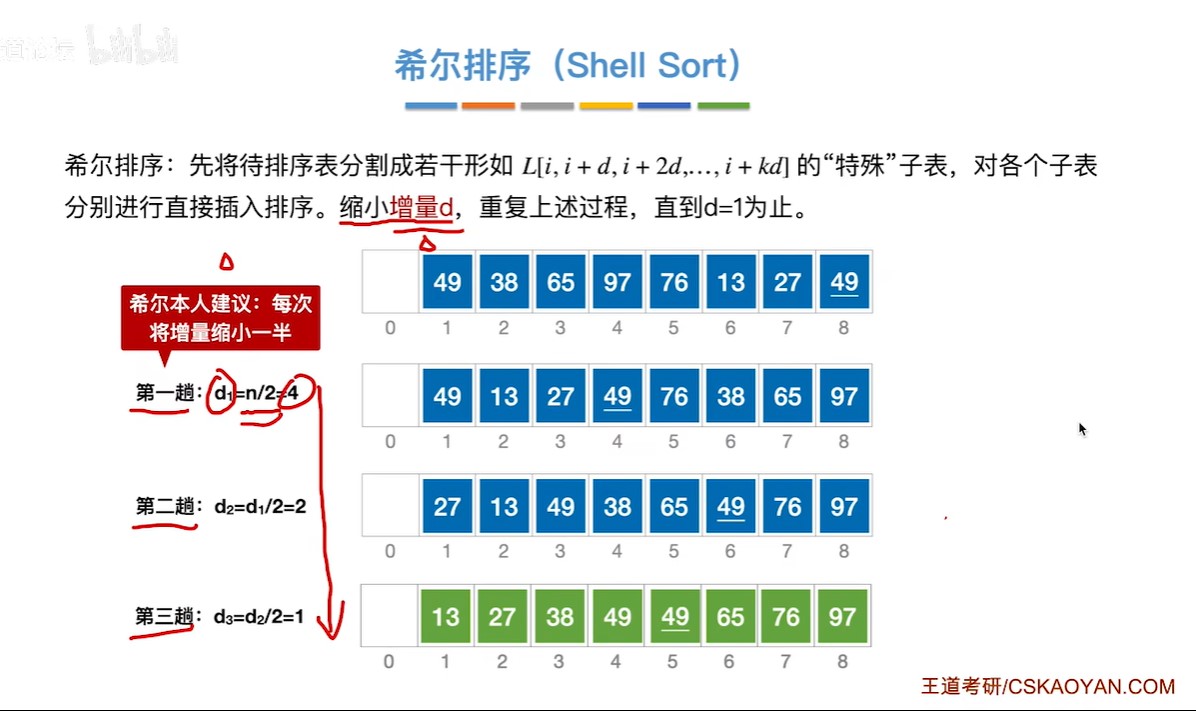 希尔排序（Shell Sort）
希尔排序：先将待排序表分割成若干形如 L[i, i + d, i + 2d,…, i + kd] 的“特殊”子表，对各个子表
分别进行直接插入排序。缩小增量d，重复上述过程，直到d=1为止。
49 38 65 97 76 13 27 49
0 1 2 3 4 5 6 7 8
希尔本人建议：每次
将增量缩小一半
第一趟：d₁=n/2=4
49 13 27 49 76 38 65 97
0 1 2 3 4 5 6 7 8
第二趟：d₂=d₁/2=2
27 13 49 38 65 49 76 97
0 1 2 3 4 5 6 7 8
第三趟：d₃=d₂/2=1
13 27 38 49 49 65 76 97
0 1 2 3 4 5 6 7 8
王道考研/CSKAOYAN.COM